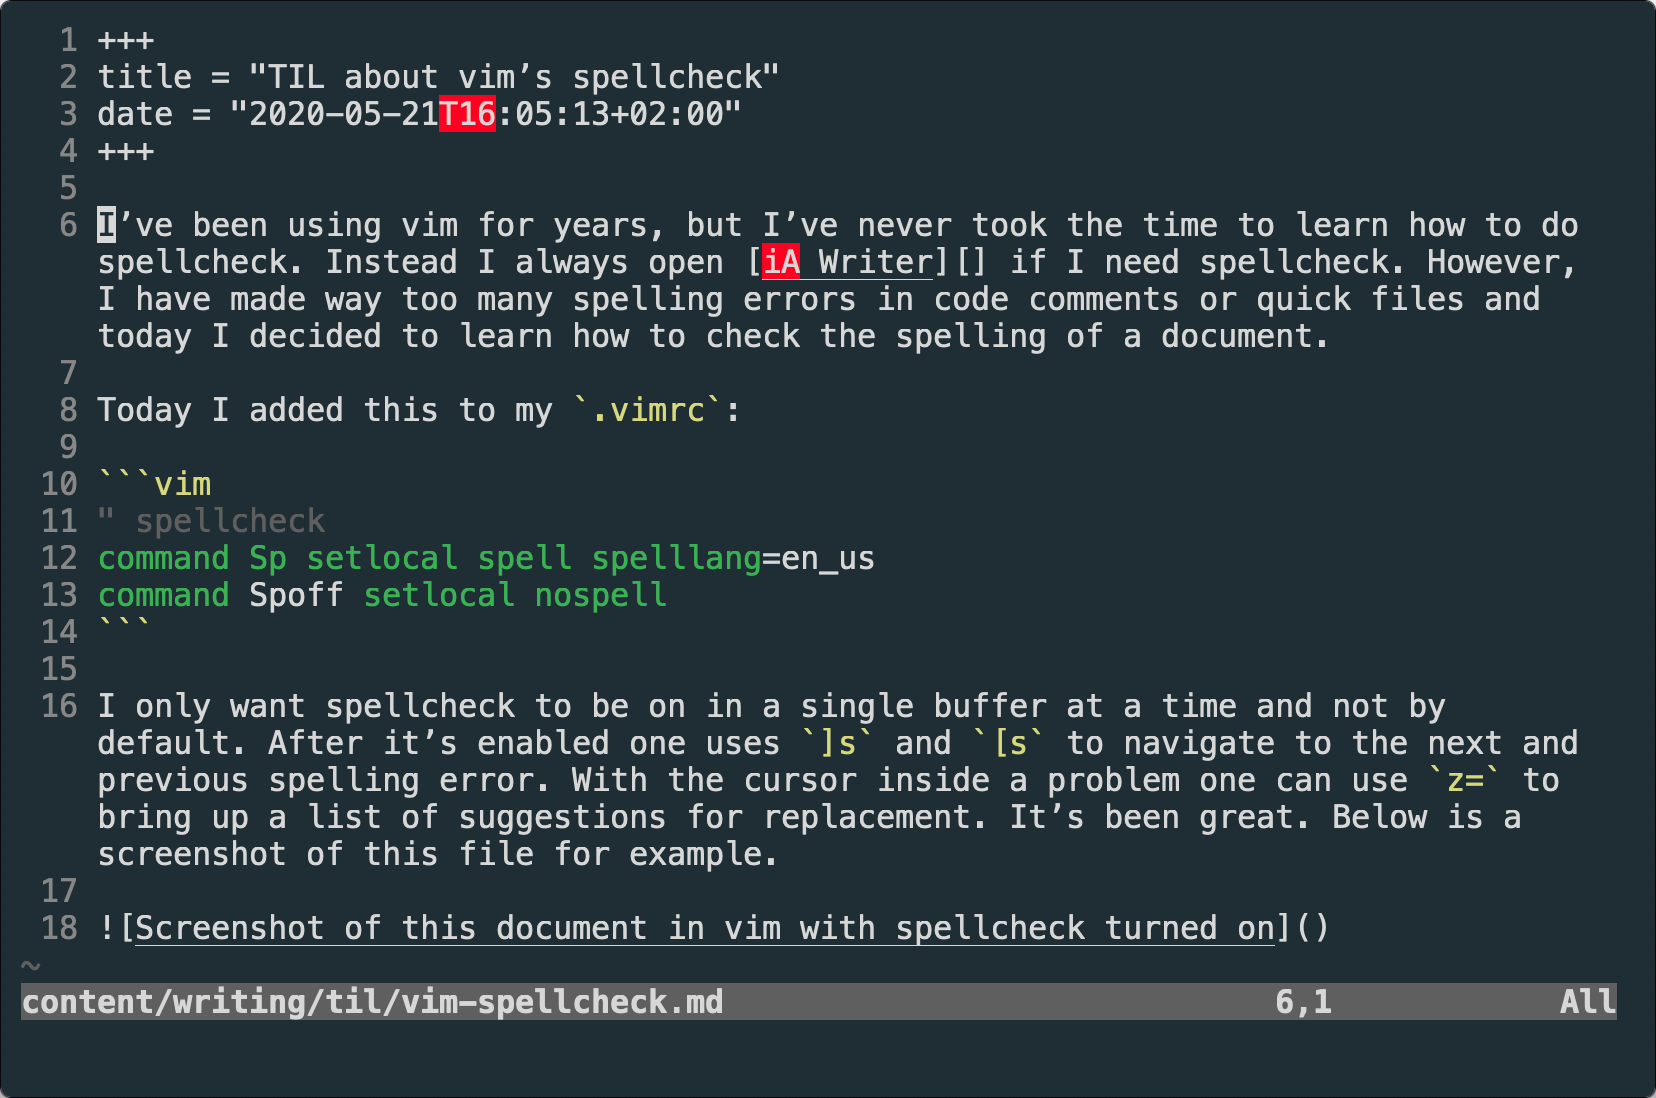 1 +++
2 title = "TIL about vim’s spellcheck"
3 date = "2020-05-21T16:05:13+02:00"
4 +++
5
6 I’ve been using vim for years, but I’ve never took the time to learn how to do
spellcheck. Instead I always open [iA Writer][] if I need spellcheck. However,
I have made way too many spelling errors in code comments or quick files and
today I decided to learn how to check the spelling of a document.
7
8 Today I added this to my `.vimrc`:
9
10 ```vim
11 " spellcheck
12 command Sp setlocal spell spelllang=en_us
13 command Spoff setlocal nospell
14 ```
15
16 I only want spellcheck to be on in a single buffer at a time and not by
default. After it’s enabled one uses `]s` and `[s` to navigate to the next and
previous spelling error. With the cursor inside a problem one can use `z=` to
bring up a list of suggestions for replacement. It’s been great. Below is a
screenshot of this file for example.
17
18 ![Screenshot of this document in vim with spellcheck turned on]()
~
content/writing/til/vim-spellcheck.md 6,1 All